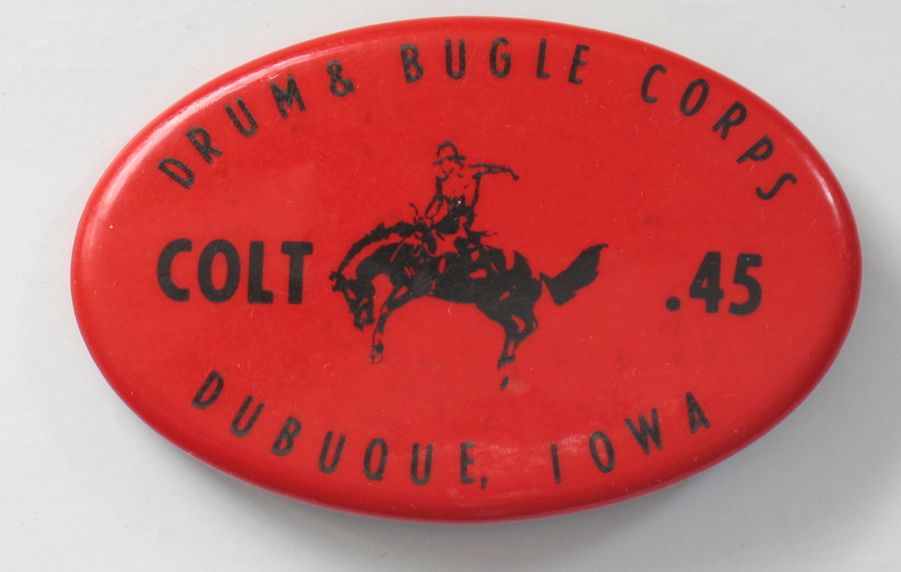 DRUM & BUGLE CORPS
COLT .45
DUBUQUE, IOWA